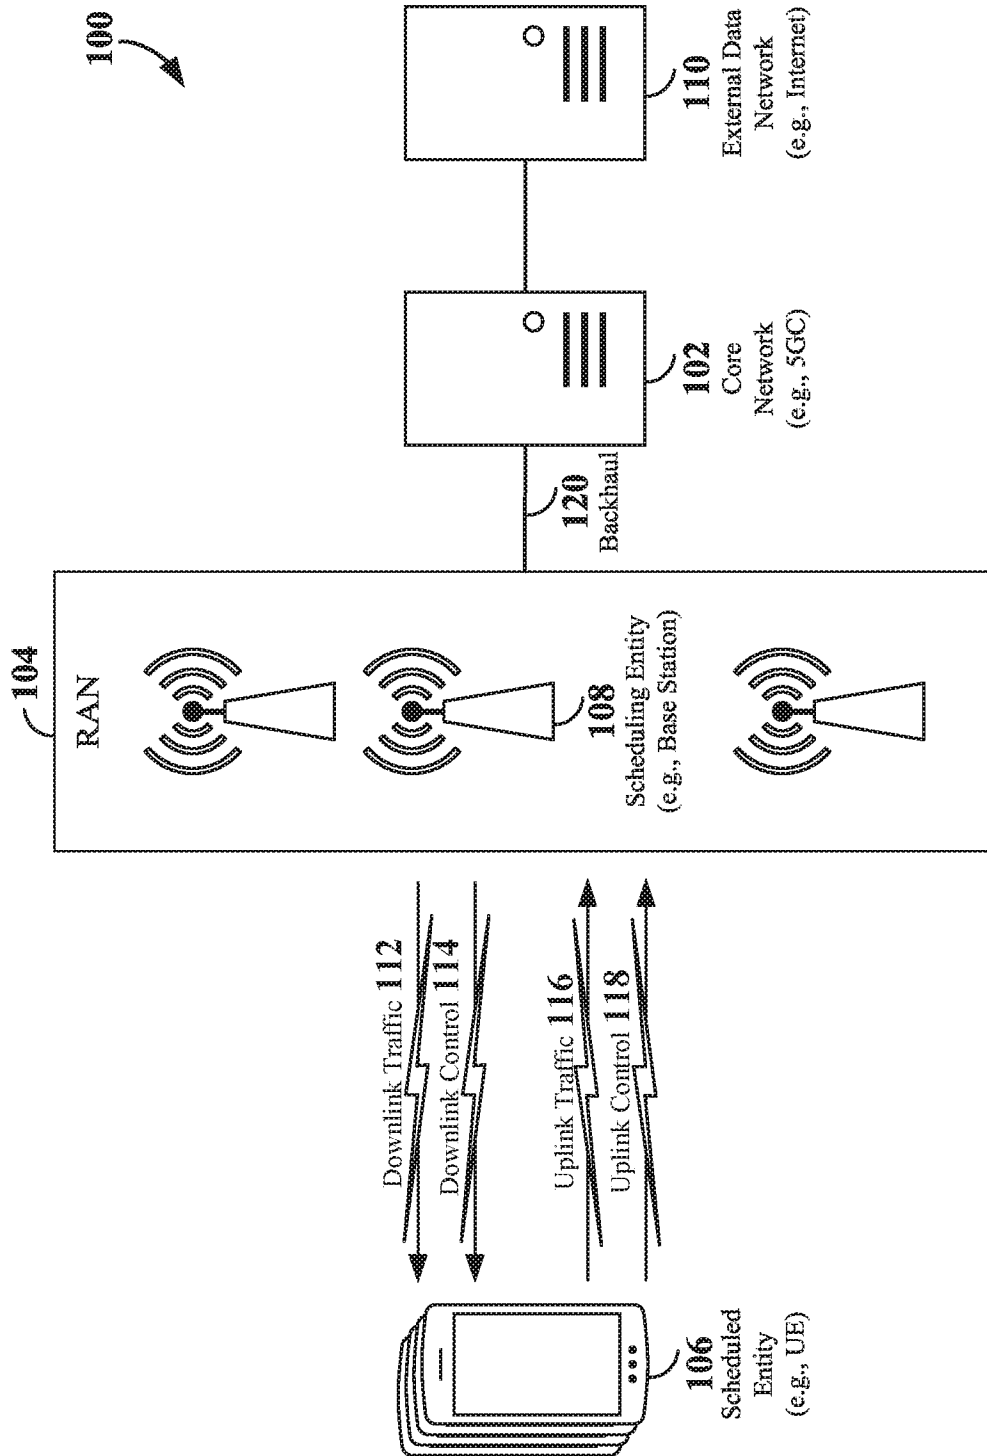 100
104
RAN
108
Scheduling Entity
(e.g., Base Station)
Downlink Traffic 112
Downlink Control 114
Uplink Traffic 116
Uplink Control 118
106
Scheduled
Entity
(e.g., UE)
120
Backhaul
102
Core
Network
(e.g., 5GC)
110
External Data
Network
(e.g., Internet)